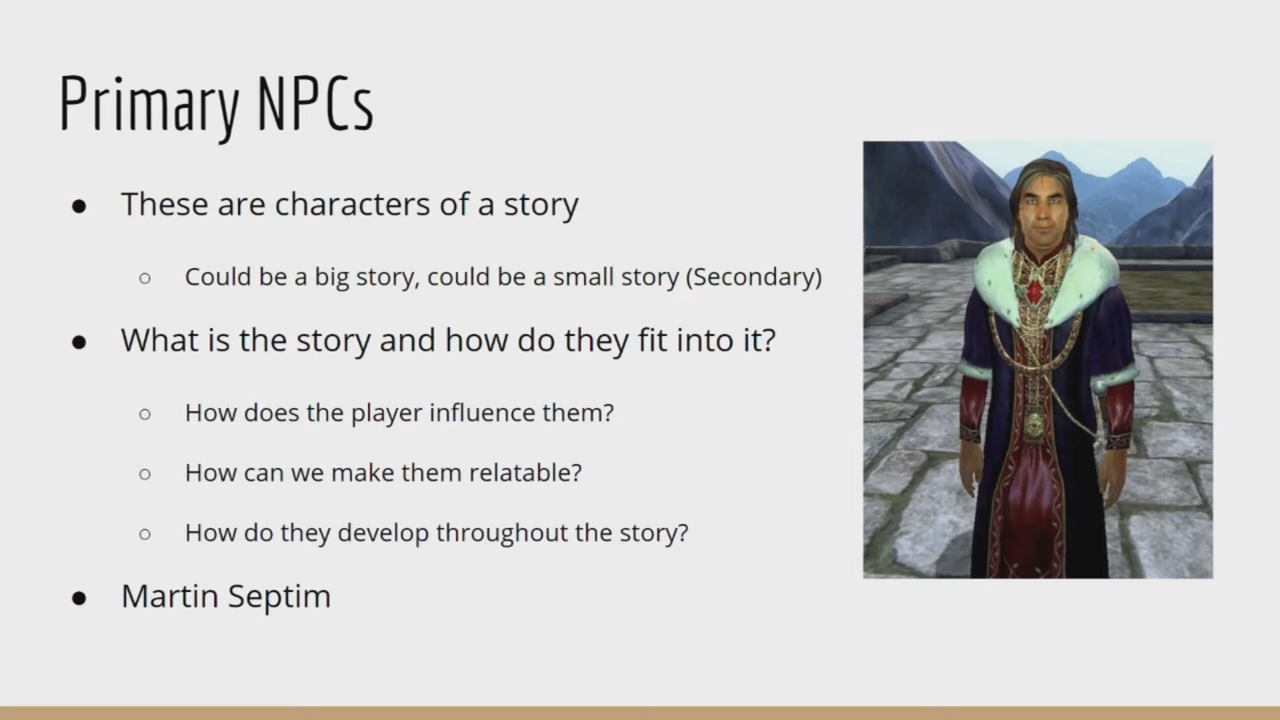 Primary NPCs
● These are characters of a story
○ Could be a big story, could be a small story (Secondary)
● What is the story and how do they fit into it?
○ How does the player influence them?
○ How can we make them relatable?
○ How do they develop throughout the story?
● Martin Septim